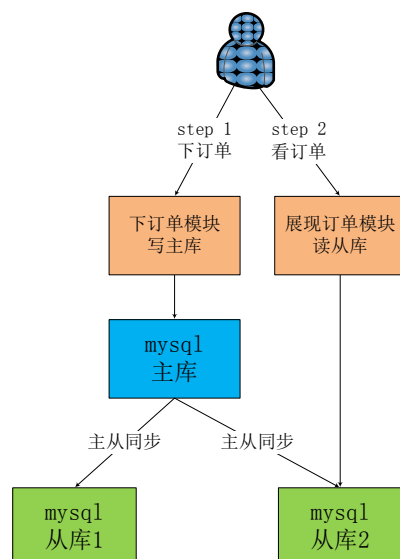 step 1
下订单
step 2
看订单
下订单模块
写主库
展现订单模块
读从库
mysql
主库
主从同步
主从同步
mysql
从库1
mysql
从库2